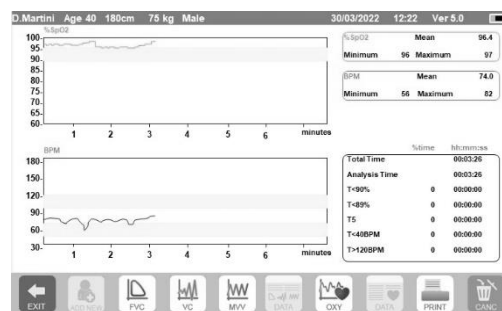 D.Martini Age 40 180cm 75 kg Male 30/03/2022 12:22 Ver 5.0
%SpO2
100
95
90
85
80
75
70
65
60
1 2 3 4 5 6 minutes
%SpO2 Mean 96.4
Minimum 96 Maximum 97
BPM Mean 74.0
Minimum 56 Maximum 82
BPM
180
150
120
90
60
30
1 2 3 4 5 6 minutes
%time hh:mm:ss
Total Time 00:03:26
Analysis Time 00:03:26
T<90% 0 00:00:00
T<89% 0 00:00:00
T5 0 00:00:00
T<40BPM 0 00:00:00
T>120BPM 0 00:00:00
EXIT ADD NEW FVC VC MVV DATA OXY DATA PRINT CANC